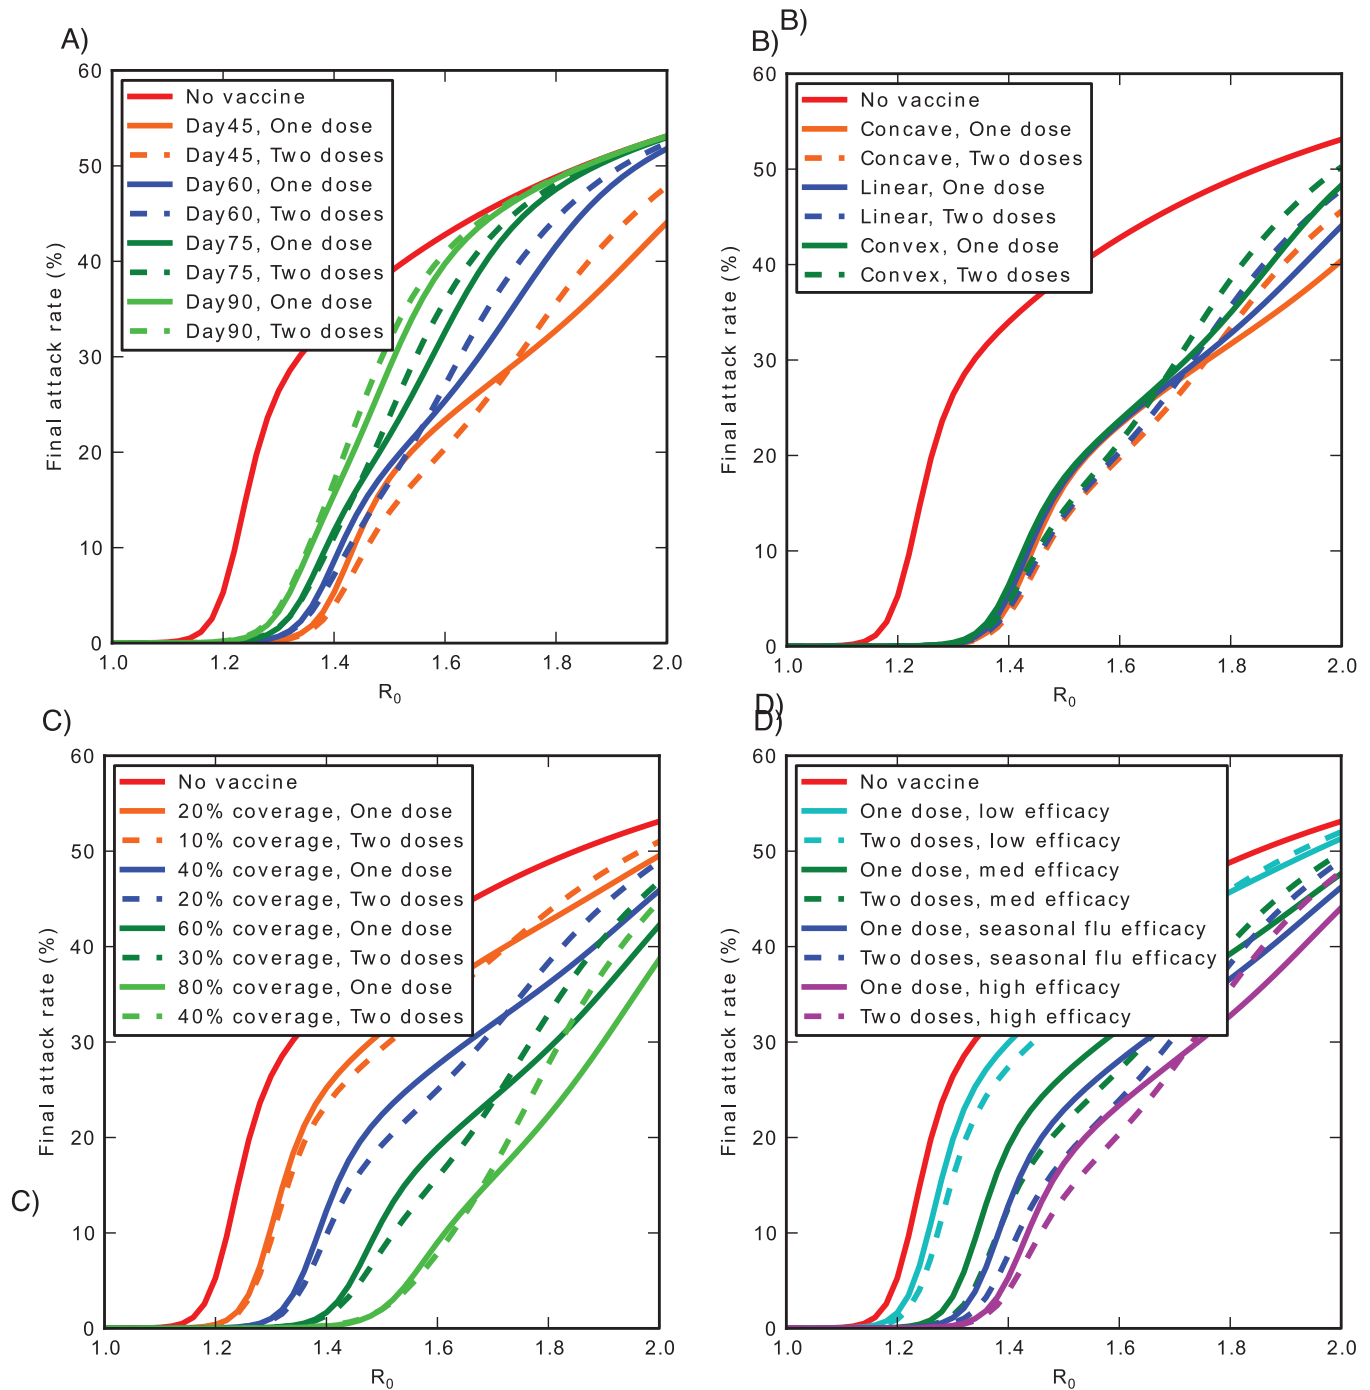 A)
60
50
40
30
20
10
0
Final attack rate (%)
No vaccine
Day45, One dose
Day45, Two doses
Day60, One dose
Day60, Two doses
Day75, One dose
Day75, Two doses
Day90, One dose
Day90, Two doses
1.0 1.2 1.4 1.6 1.8 2.0
R0
B)
B)
60
50
40
30
20
10
0
Final attack rate (%)
No vaccine
Concave, One dose
Concave, Two doses
Linear, One dose
Linear, Two doses
Convex, One dose
Convex, Two doses
1.0 1.2 1.4 1.6 1.8 2.0
R0
C)
60
50
40
30
20
10
0
Final attack rate (%)
No vaccine
20% coverage, One dose
10% coverage, Two doses
40% coverage, One dose
20% coverage, Two doses
60% coverage, One dose
30% coverage, Two doses
80% coverage, One dose
40% coverage, Two doses
C)
1.0 1.2 1.4 1.6 1.8 2.0
R0
D)
D)
60
50
40
30
20
10
0
Final attack rate (%)
No vaccine
One dose, low efficacy
Two doses, low efficacy
One dose, med efficacy
Two doses, med efficacy
One dose, seasonal flu efficacy
Two doses, seasonal flu efficacy
One dose, high efficacy
Two doses, high efficacy
1.0 1.2 1.4 1.6 1.8 2.0
R0